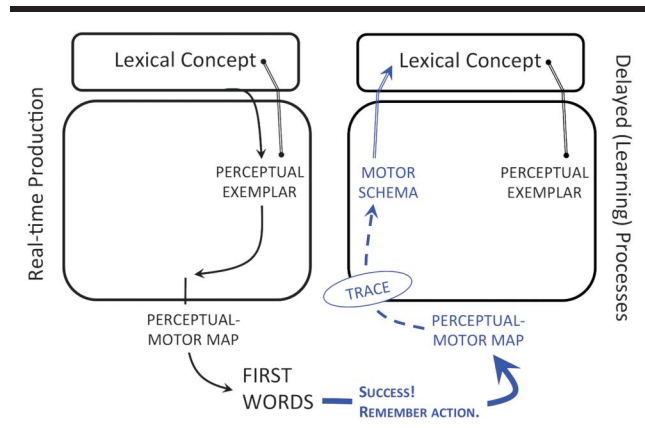 Real-time Production
Lexical Concept
PERCEPTUAL
EXEMPLAR
PERCEPTUAL-
MOTOR MAP
FIRST
WORDS
SUCCESS!
REMEMBER ACTION.
Lexical Concept
MOTOR
SCHEMA
PERCEPTUAL
EXEMPLAR
TRACE
PERCEPTUAL-
MOTOR MAP
Delayed (Learning) Processes